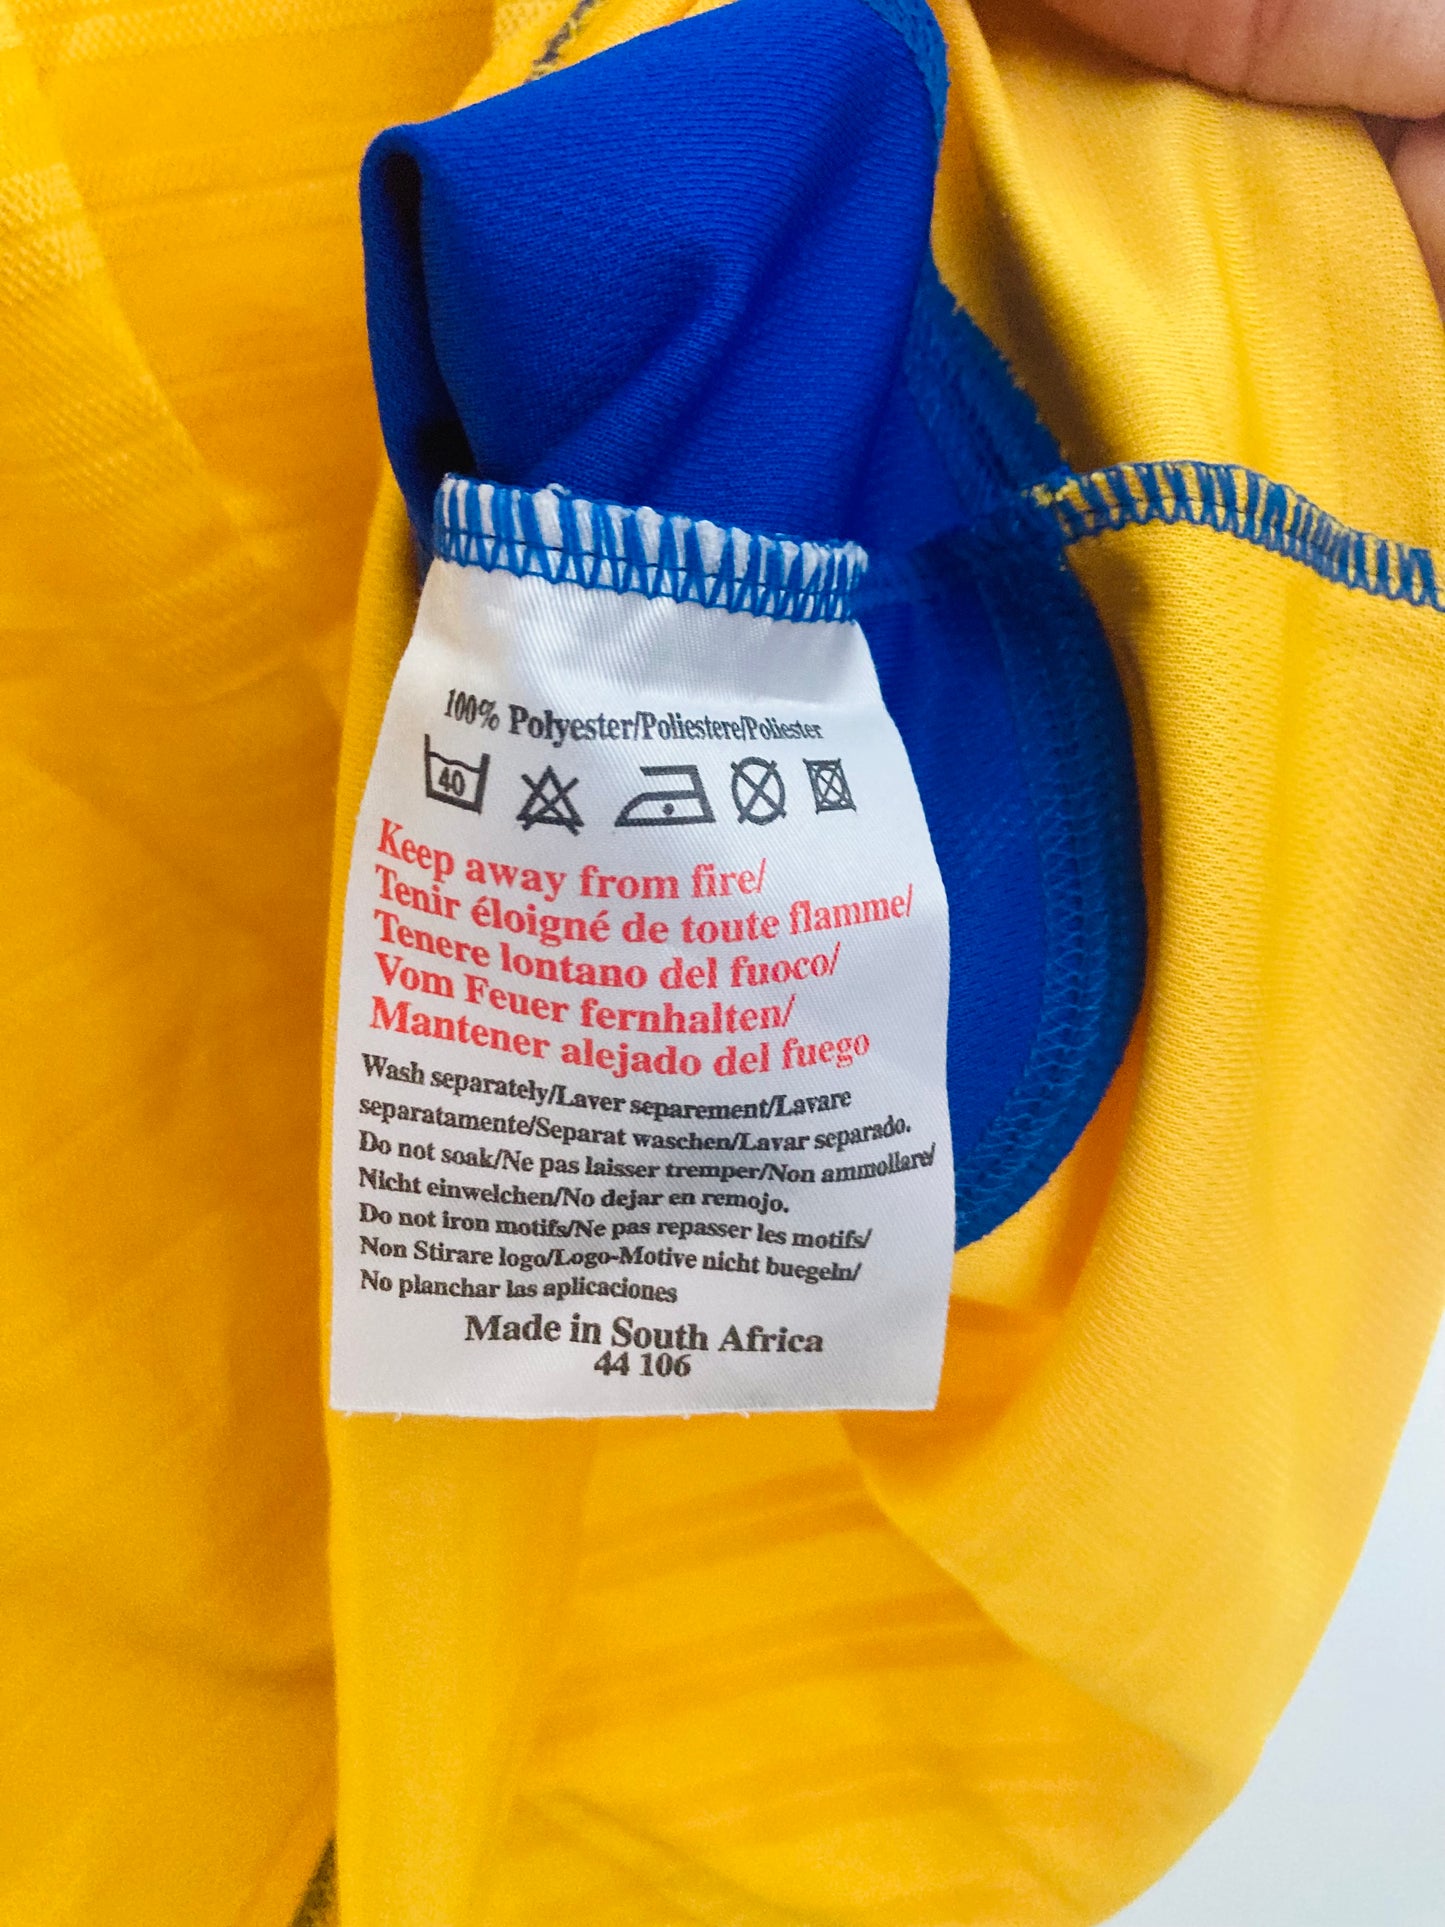 100% Polyester/Poliestere/Poliester
40
Keep away from fire/
Tenir éloigné de toute flamme/
Tenere lontano del fuoco/
Vom Feuer fernhalten/
Mantener alejado del fuego
Wash separately/Laver separement/Lavare
separatamente/Separat waschen/Lavar separado.
Do not soak/Ne pas laisser tremper/Non ammollare/
Nicht einwelchen/No dejar en remojo.
Do not iron motifs/Ne pas repasser les motifs/
Non Stirare logo/Logo-Motive nicht buegeln/
No planchar las aplicaciones
Made in South Africa
44 106